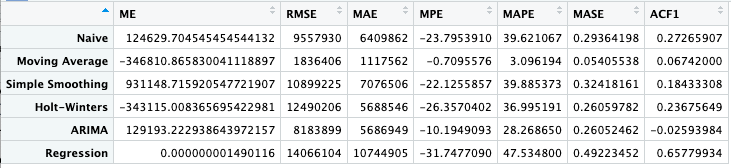 ME RMSE MAE MPE MAPE MASE ACF1
Naive 124629.704545454544132 9557930 6409862 −23.7953910 39.621067 0.29364198 0.27265907
Moving Average −346810.865830041118897 1836406 1117562 −0.7095576 3.096194 0.05405538 0.06742000
Simple Smoothing 931148.715920547721907 10899225 7076506 −22.1255857 39.885373 0.32418161 0.18433308
Holt−Winters −343115.008365695422981 12490206 5688546 −26.3570402 36.995191 0.26059782 0.23675649
ARIMA 129193.222938643972157 8183899 5686949 −10.1949093 28.268650 0.26052462 −0.02593984
Regression 0.000000001490116 14066104 10744905 −31.7477090 47.534800 0.49223452 0.65779934